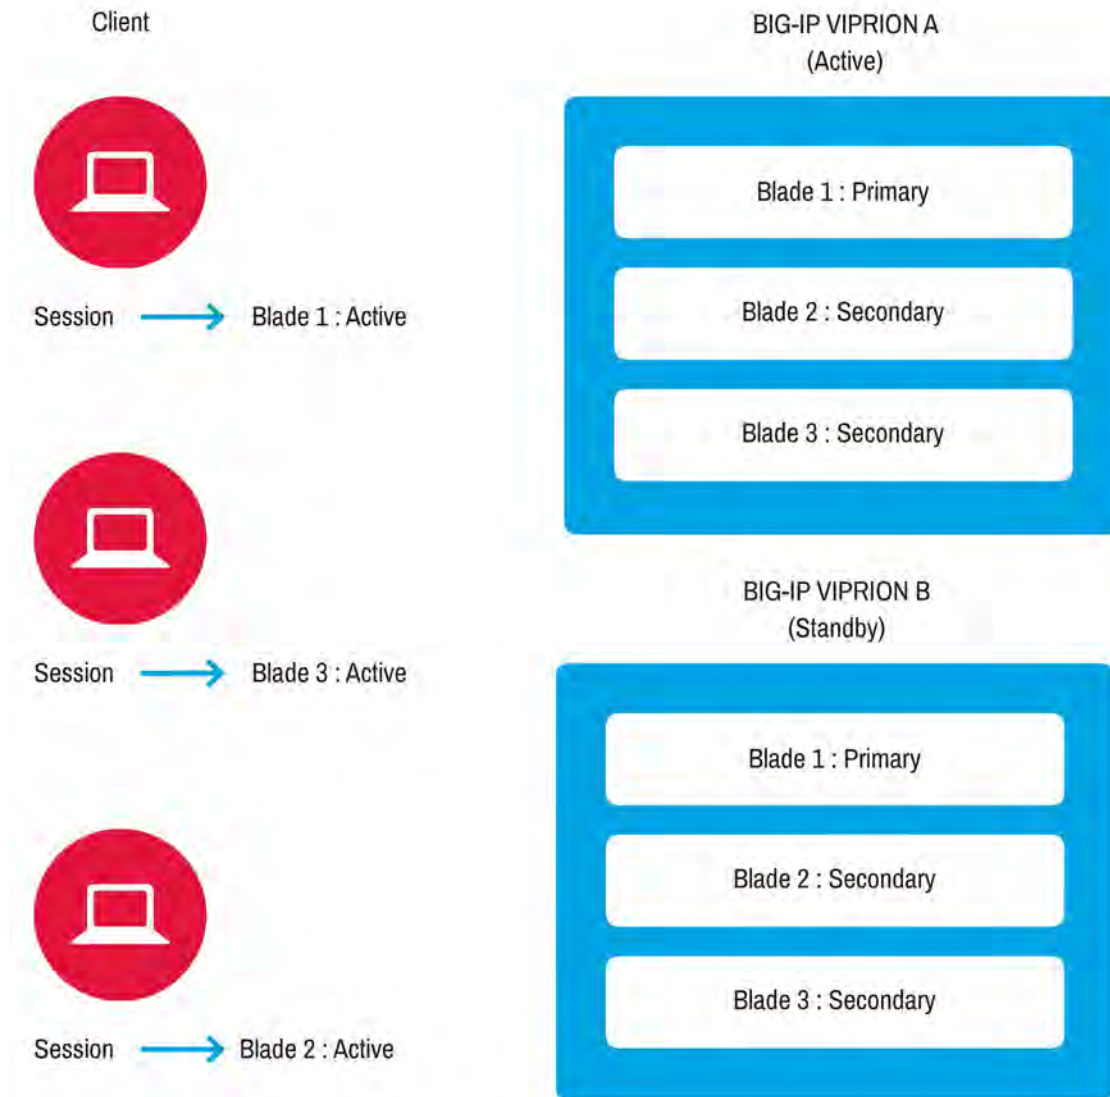 Client
Session
Blade 1 : Active
Session
Blade 3 : Active
Session
Blade 2 : Active
BIG-IP VIPRION A
(Active)
Blade 1 : Primary
Blade 2 : Secondary
Blade 3 : Secondary
BIG-IP VIPRION B
(Standby)
Blade 1 : Primary
Blade 2 : Secondary
Blade 3 : Secondary